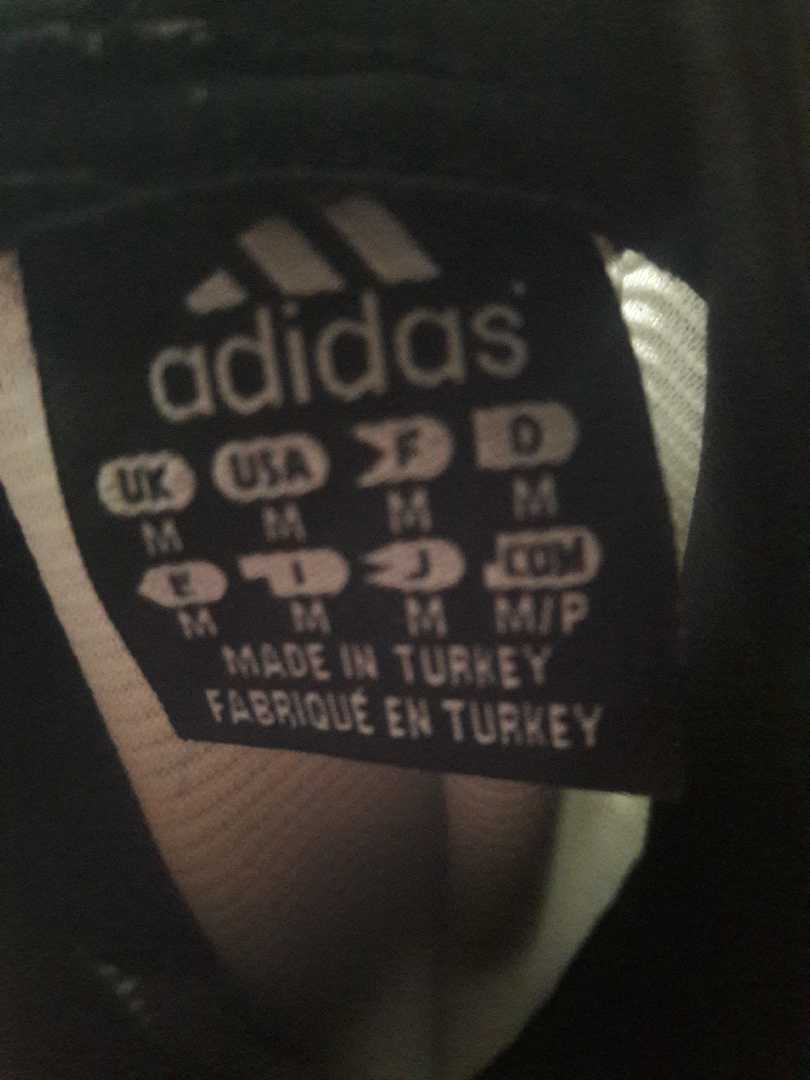 adidas
UK USA F D
M M M M
E I J .COM
M M M M/P
MADE IN TURKEY
FABRIQUÉ EN TURKEY